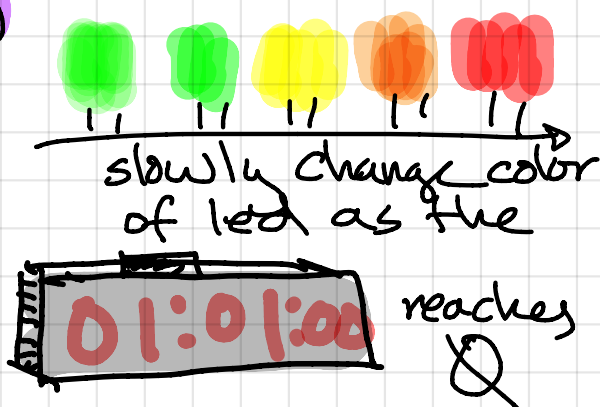 slowly change color
of led as the
01:01:00
reaches
0